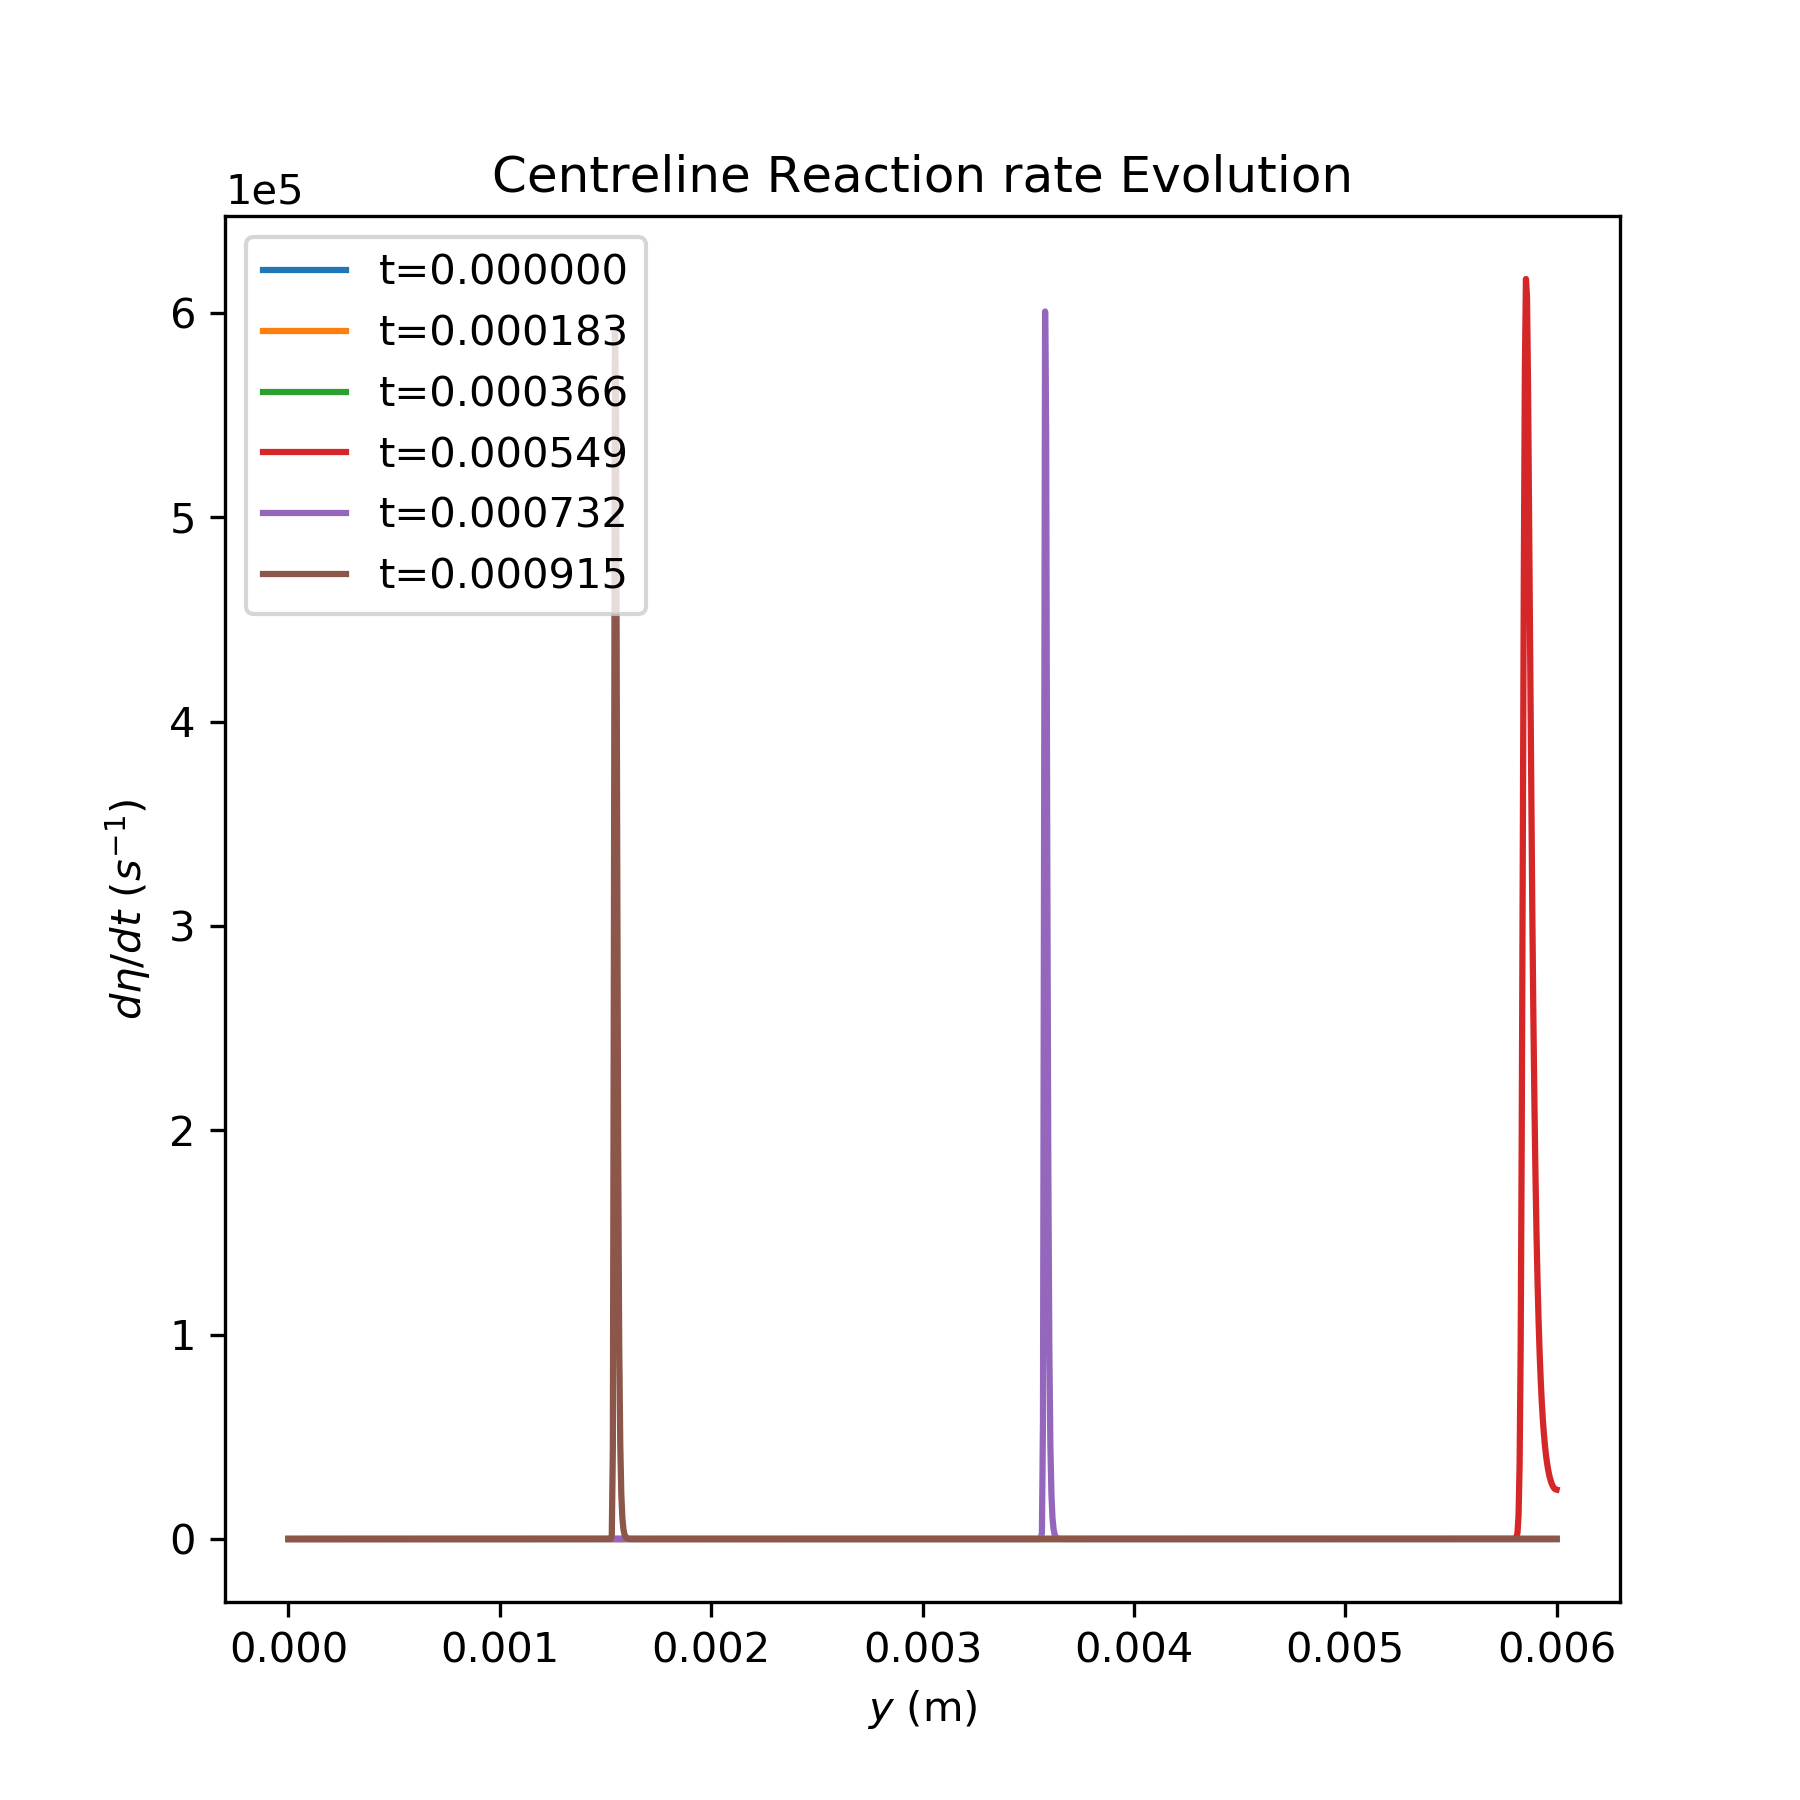 Centreline Reaction rate Evolution
1e5
t=0.000000
t=0.000183
t=0.000366
t=0.000549
t=0.000732
t=0.000915
6
5
4
3
2
1
0
dη/dt (s⁻¹)
0.000 0.001 0.002 0.003 0.004 0.005 0.006
y (m)